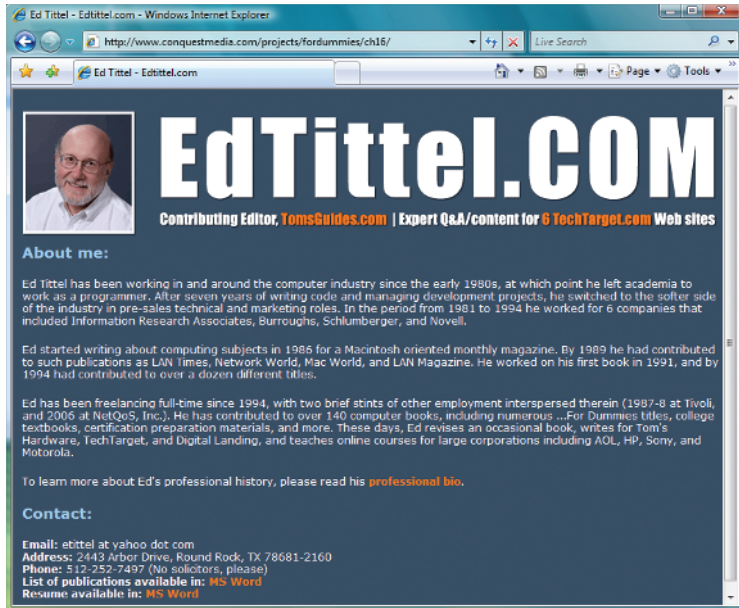 Ed Tittel - Edtittel.com - Windows Internet Explorer
http://www.conquestmedia.com/projects/fordummies/ch16/
Live Search
Ed Tittel - Edtittel.com
Page
Tools
EdTittel.COM
Contributing Editor, TomsGuides.com | Expert Q&A/content for 6 TechTarget.com Web sites
About me:
Ed Tittel has been working in and around the computer industry since the early 1980s, at which point he left academia to
work as a programmer. After seven years of writing code and managing development projects, he switched to the softer side
of the industry in pre-sales technical and marketing roles. In the period from 1981 to 1994 he worked for 6 companies that
included Information Research Associates, Burroughs, Schlumberger, and Novell.
Ed started writing about computing subjects in 1986 for a Macintosh oriented monthly magazine. By 1989 he had contributed
to such publications as LAN Times, Network World, Mac World, and LAN Magazine. He worked on his first book in 1991, and by
1994 had contributed to over a dozen different titles.
Ed has been freelancing full-time since 1994, with two brief stints of other employment interspersed therein (1987-8 at Tivoli,
and 2006 at NetQoS, Inc.). He has contributed to over 140 computer books, including numerous ...For Dummies titles, college
textbooks, certification preparation materials, and more. These days, Ed revises an occasional book, writes for Tom's
Hardware, TechTarget, and Digital Landing, and teaches online courses for large corporations including AOL, HP, Sony, and
Motorola.
To learn more about Ed's professional history, please read his professional bio.
Contact:
Email: etittel at yahoo dot com
Address: 2443 Arbor Drive, Round Rock, TX 78681-2160
Phone: 512-252-7497 (No solicitors, please)
List of publications available in: MS Word
Resume available in: MS Word